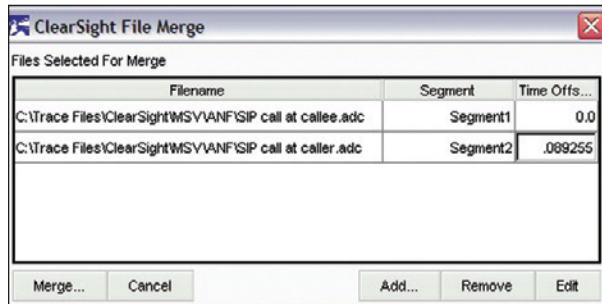 ClearSight File Merge
Files Selected For Merge
Filename Segment Time Offs...
C:\Trace Files\ClearSight\MSV\ANF\SIP call at callee.adc Segment1 0.0
C:\Trace Files\ClearSight\MSV\ANF\SIP call at caller.adc Segment2 .089255
Merge... Cancel Add... Remove Edit